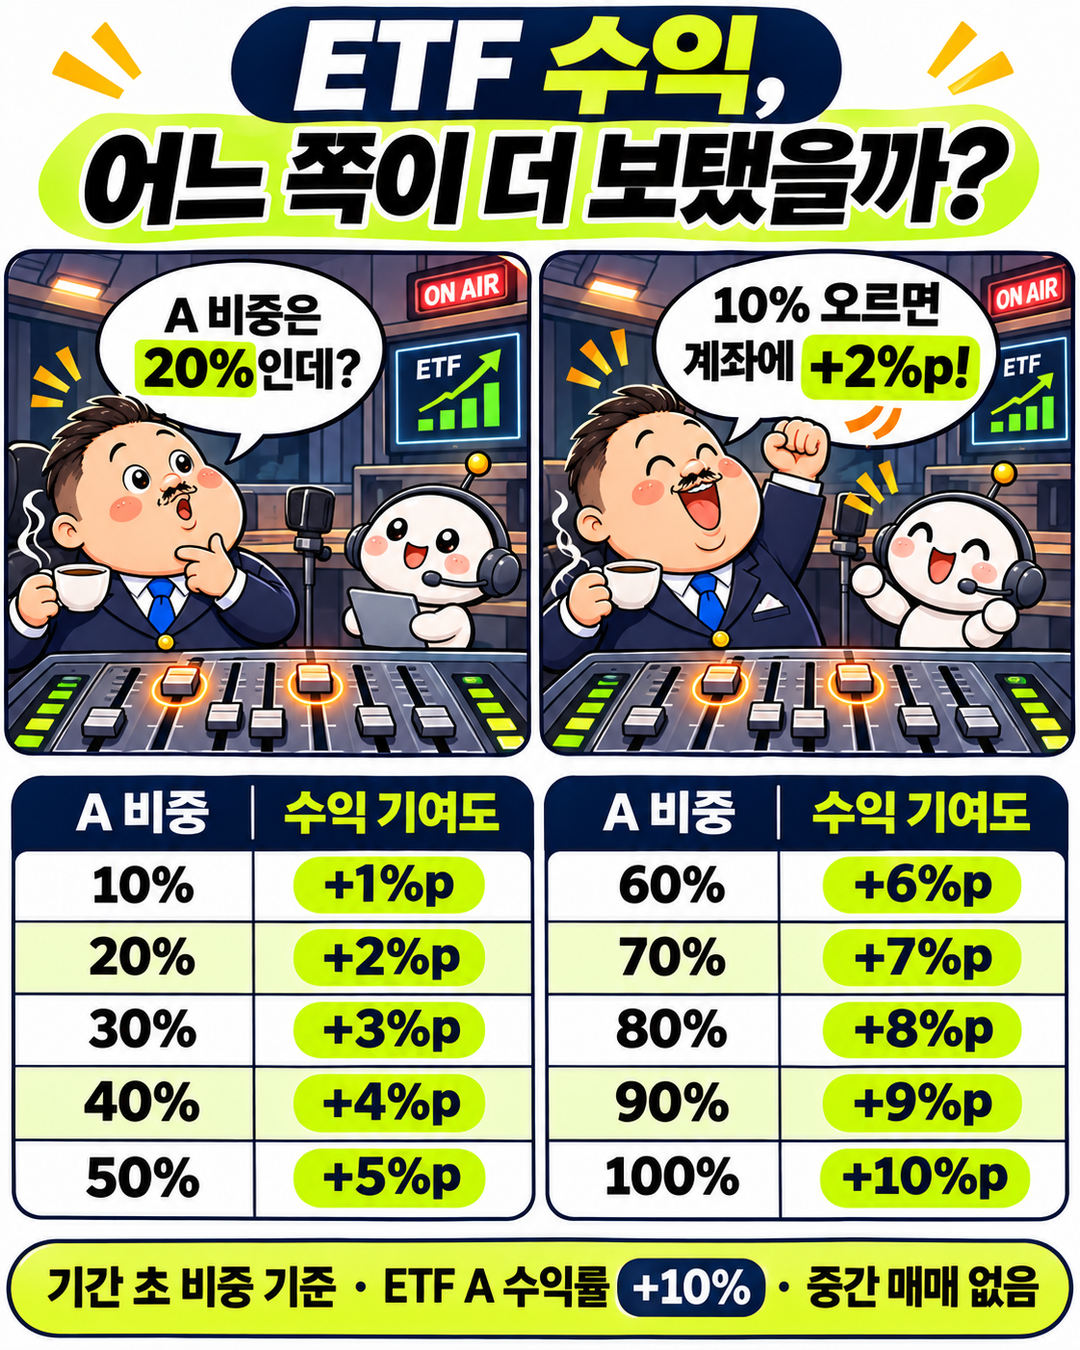 ETF 수익,
어느 쪽이 더 보탰을까?
A 비중은
20%인데?
ON AIR
ETF
10% 오르면
계좌에 +2%p!
ON AIR
ETF
A 비중 수익 기여도
10% +1%p
20% +2%p
30% +3%p
40% +4%p
50% +5%p
A 비중 수익 기여도
60% +6%p
70% +7%p
80% +8%p
90% +9%p
100% +10%p
기간 초 비중 기준 · ETF A 수익률 +10% · 중간 매매 없음